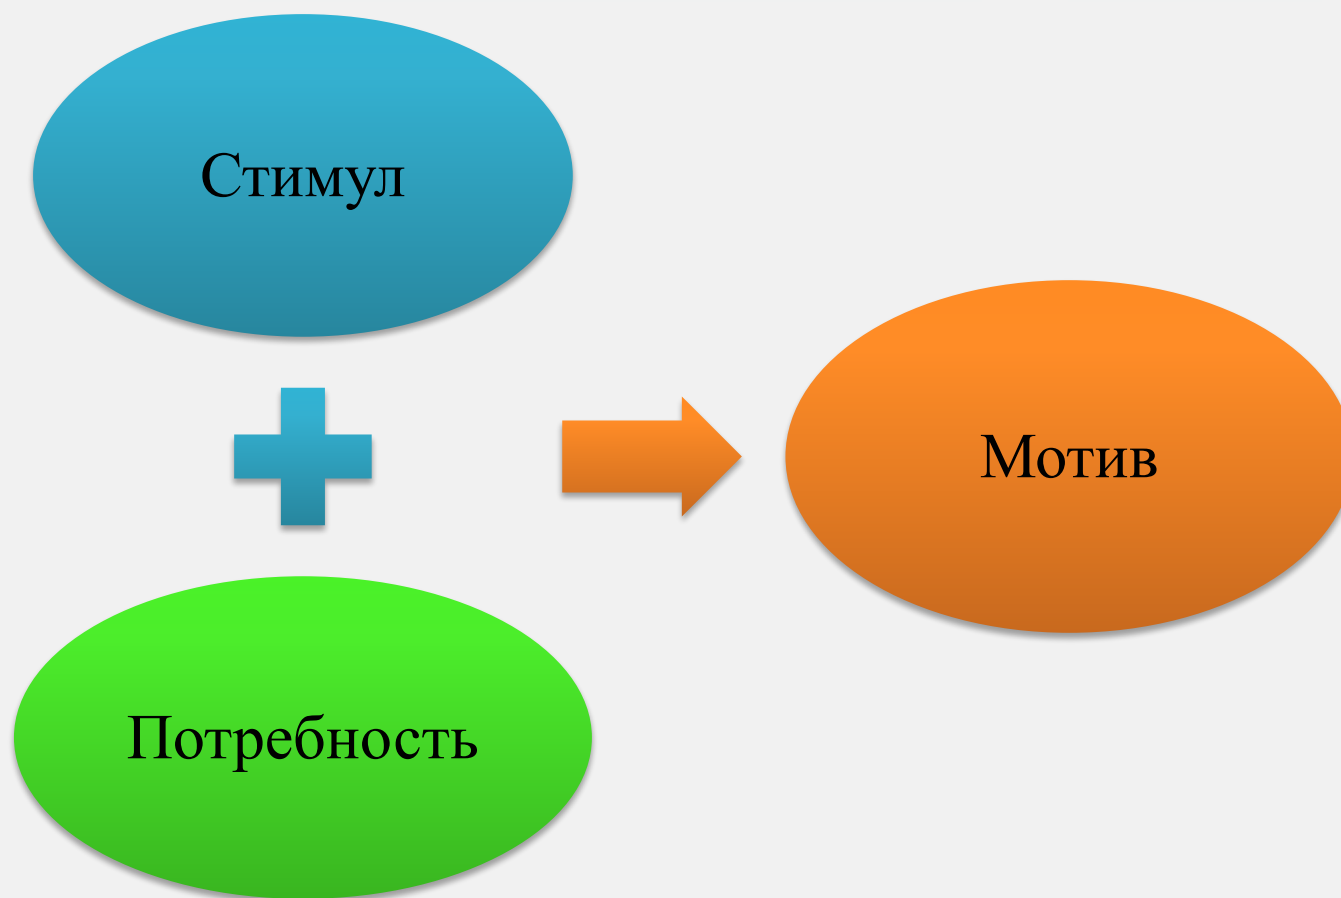 Стимул
Потребность
Мотив